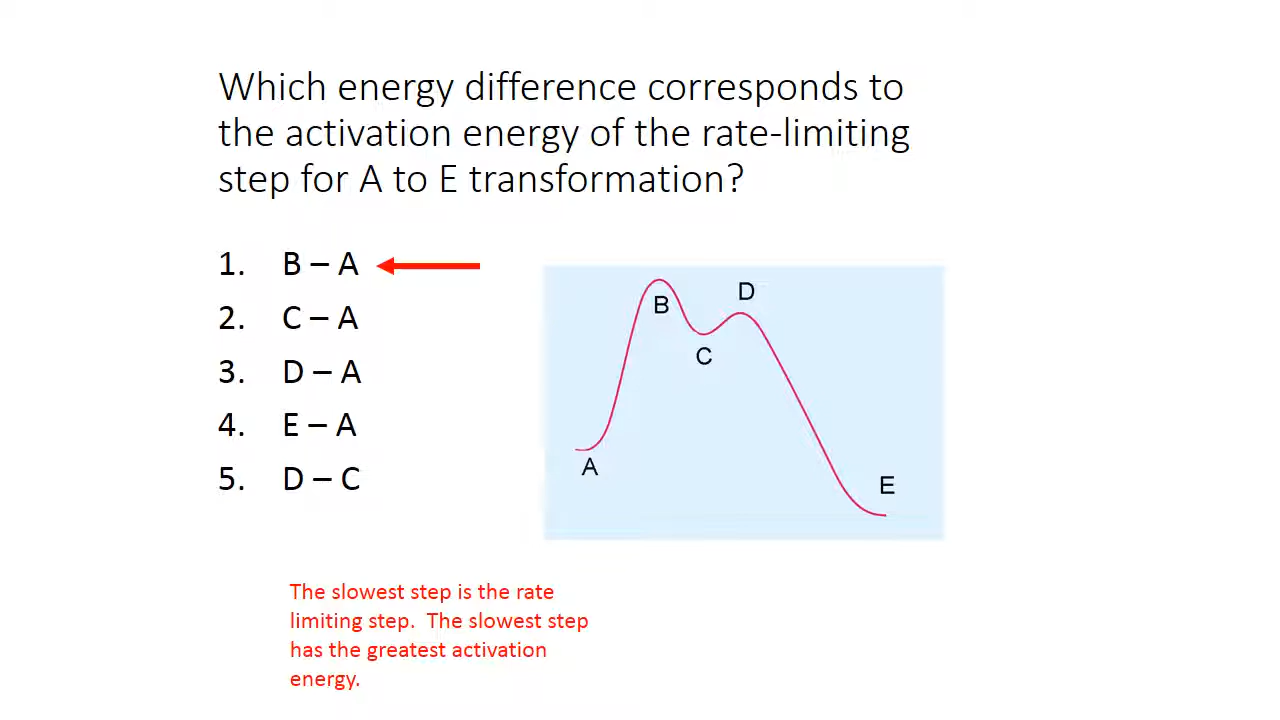 Which energy difference corresponds to
the activation energy of the rate-limiting
step for A to E transformation?
1. B – A
2. C – A
3. D – A
4. E – A
5. D – C
B
D
C
A
E
The slowest step is the rate
limiting step.  The slowest step
has the greatest activation
energy.